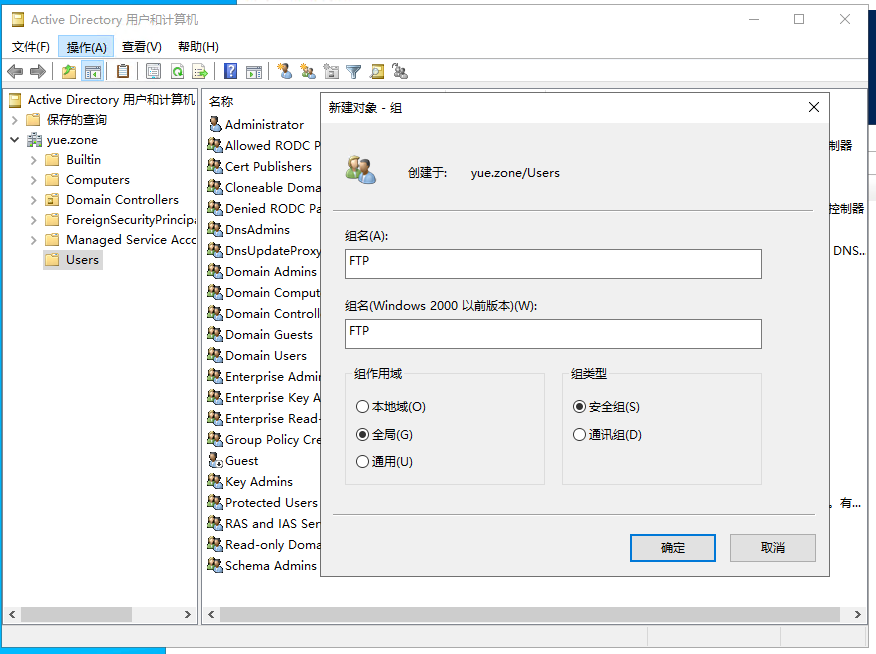 Active Directory 用户和计算机
文件(F) 操作(A) 查看(V) 帮助(H)
Active Directory 用户和计算机
保存的查询
yue.zone
Builtin
Computers
Domain Controllers
ForeignSecurityPrincipa
Managed Service Acc
Users
名称
Administrator
Allowed RODC P
Cert Publishers
Cloneable Doma
Denied RODC Pa
DnsAdmins
DnsUpdateProxy
Domain Admins
Domain Comput
Domain Controll
Domain Guests
Domain Users
Enterprise Admin
Enterprise Key A
Enterprise Read-
Group Policy Cre
Guest
Key Admins
Protected Users
RAS and IAS Ser
Read-only Doma
Schema Admins
制器
控制器
DNS...
。有...
新建对象 - 组
创建于: yue.zone/Users
组名(A):
FTP
组名(Windows 2000 以前版本)(W):
FTP
组作用域
本地域(O)
全局(G)
通用(U)
组类型
安全组(S)
通讯组(D)
确定 取消